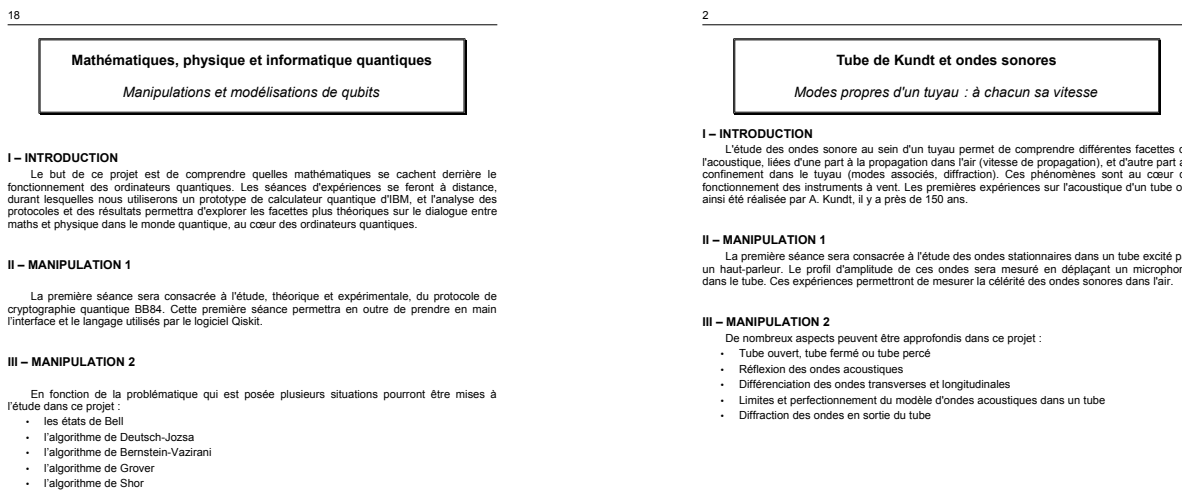 18
Mathématiques, physique et informatique quantiques
Manipulations et modélisations de qubits
I – INTRODUCTION
Le but de ce projet est de comprendre quelles mathématiques se cachent derrière le
fonctionnement des ordinateurs quantiques. Les séances d'expériences se feront à distance,
durant lesquelles nous utiliserons un prototype de calculateur quantique d'IBM, et l'analyse des
protocoles et des résultats permettra d'explorer les facettes plus théoriques sur le dialogue entre
maths et physique dans le monde quantique, au cœur des ordinateurs quantiques.
II – MANIPULATION 1
La première séance sera consacrée à l'étude, théorique et expérimentale, du protocole de
cryptographie quantique BB84. Cette première séance permettra en outre de prendre en main
l'interface et le langage utilisés par le logiciel Qiskit.
III – MANIPULATION 2
En fonction de la problématique qui est posée plusieurs situations pourront être mises à
l'étude dans ce projet :
• les états de Bell
• l'algorithme de Deutsch-Jozsa
• l'algorithme de Bernstein-Vazirani
• l'algorithme de Grover
• l'algorithme de Shor
2
Tube de Kundt et ondes sonores
Modes propres d'un tuyau : à chacun sa vitesse
I – INTRODUCTION
L'étude des ondes sonore au sein d'un tuyau permet de comprendre différentes facettes
l'acoustique, liées d'une part à la propagation dans l'air (vitesse de propagation), et d'autre part
confinement dans le tuyau (modes associés, diffraction). Ces phénomènes sont au cœur
fonctionnement des instruments à vent. Les premières expériences sur l'acoustique d'un tube
ainsi été réalisée par A. Kundt, il y a près de 150 ans.
II – MANIPULATION 1
La première séance sera consacrée à l'étude des ondes stationnaires dans un tube excité
un haut-parleur. Le profil d'amplitude de ces ondes sera mesuré en déplaçant un
dans le tube. Ces expériences permettront de mesurer la célérité des ondes sonores dans l'air.
III – MANIPULATION 2
De nombreux aspects peuvent être approfondis dans ce projet :
• Tube ouvert, tube fermé ou tube percé
• Réflexion des ondes acoustiques
• Différenciation des ondes transverses et longitudinales
• Limites et perfectionnement du modèle d'ondes acoustiques dans un tube
• Diffraction des ondes en sortie du tube